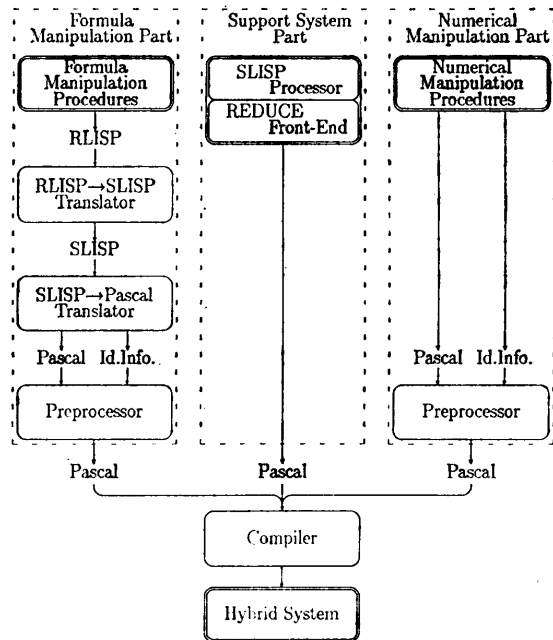 Formula
Manipulation Part
Formula
Manipulation
Procedures
RLISP
RLISP→SLISP
Translator
SLISP
SLISP→Pascal
Translator
Pascal Id.Info.
Preprocessor
Pascal
Support System
Part
SLISP
Processor
REDUCE
Front-End
Pascal
Numerical
Manipulation Part
Numerical
Manipulation
Procedures
Pascal Id.Info.
Preprocessor
Pascal
Compiler
Hybrid System